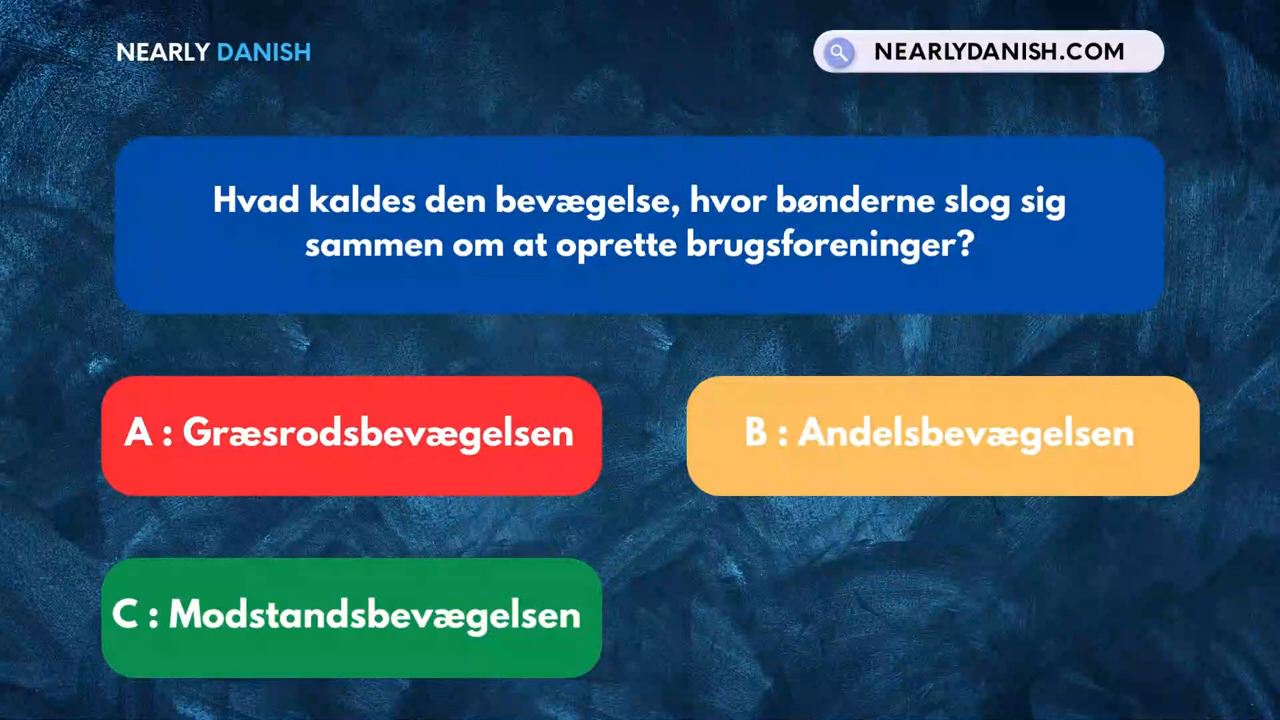 NEARLY DANISH
NEARLYDANISH.COM
Hvad kaldes den bevægelse, hvor bønderne slog sig
sammen om at oprette brugsforeninger?
A : Græsrodsbevægelsen
B : Andelsbevægelsen
C : Modstandsbevægelsen